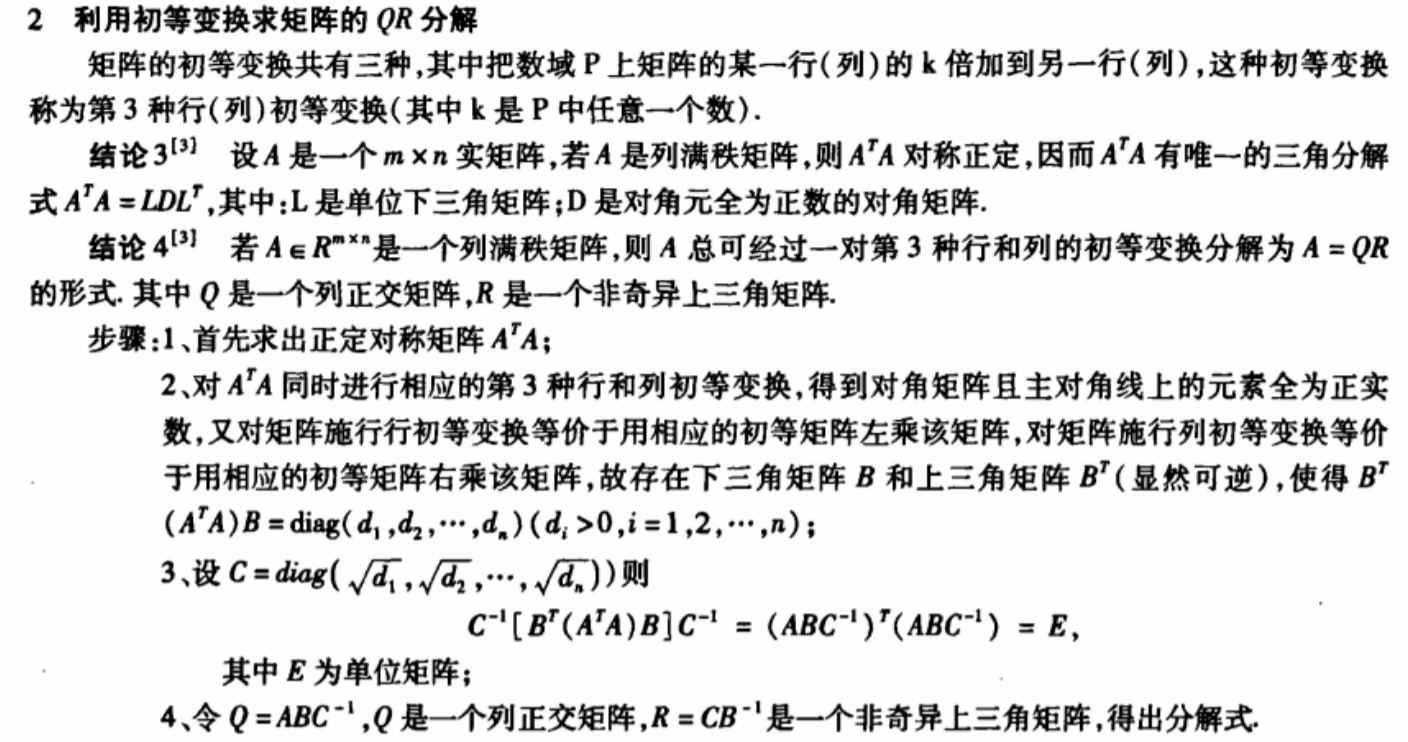 2 利用初等变换求矩阵的 QR 分解
矩阵的初等变换共有三种,其中把数域 P 上矩阵的某一行(列)的 k 倍加到另一行(列),这种初等变换
称为第 3 种行(列)初等变换(其中 k 是 P 中任意一个数).
结论 3^{[3]} 设 A 是一个 m × n 实矩阵,若 A 是列满秩矩阵,则 A^TA 对称正定,因而 A^TA 有唯一的三角分解
式 A^TA = LDL^T,其中:L 是单位下三角矩阵;D 是对角元全为正数的对角矩阵.
结论 4^{[3]} 若 A ∈ R^{m×n}是一个列满秩矩阵,则 A 总可经过一对第 3 种行和列的初等变换分解为 A = QR
的形式. 其中 Q 是一个列正交矩阵,R 是一个非奇异上三角矩阵.
步骤:1、首先求出正定对称矩阵 A^TA;
2、对 A^TA 同时进行相应的第 3 种行和列初等变换,得到对角矩阵且主对角线上的元素全为正实
数,又对矩阵施行行初等变换等价于用相应的初等矩阵左乘该矩阵,对矩阵施行列初等变换等价
于用相应的初等矩阵右乘该矩阵,故存在下三角矩阵 B 和上三角矩阵 B^T(显然可逆),使得 B^T
(A^TA)B = diag(d_1,d_2,⋯,d_n)(d_i >0,i=1,2,⋯,n);
3、设 C = diag(√d_1,√d_2,⋯,√d_n))则
C^{-1}[B^T(A^TA)B]C^{-1} = (ABC^{-1})^T(ABC^{-1}) = E,
其中 E 为单位矩阵;
4、令 Q = ABC^{-1},Q 是一个列正交矩阵,R = CB^{-1}是一个非奇异上三角矩阵,得出分解式.